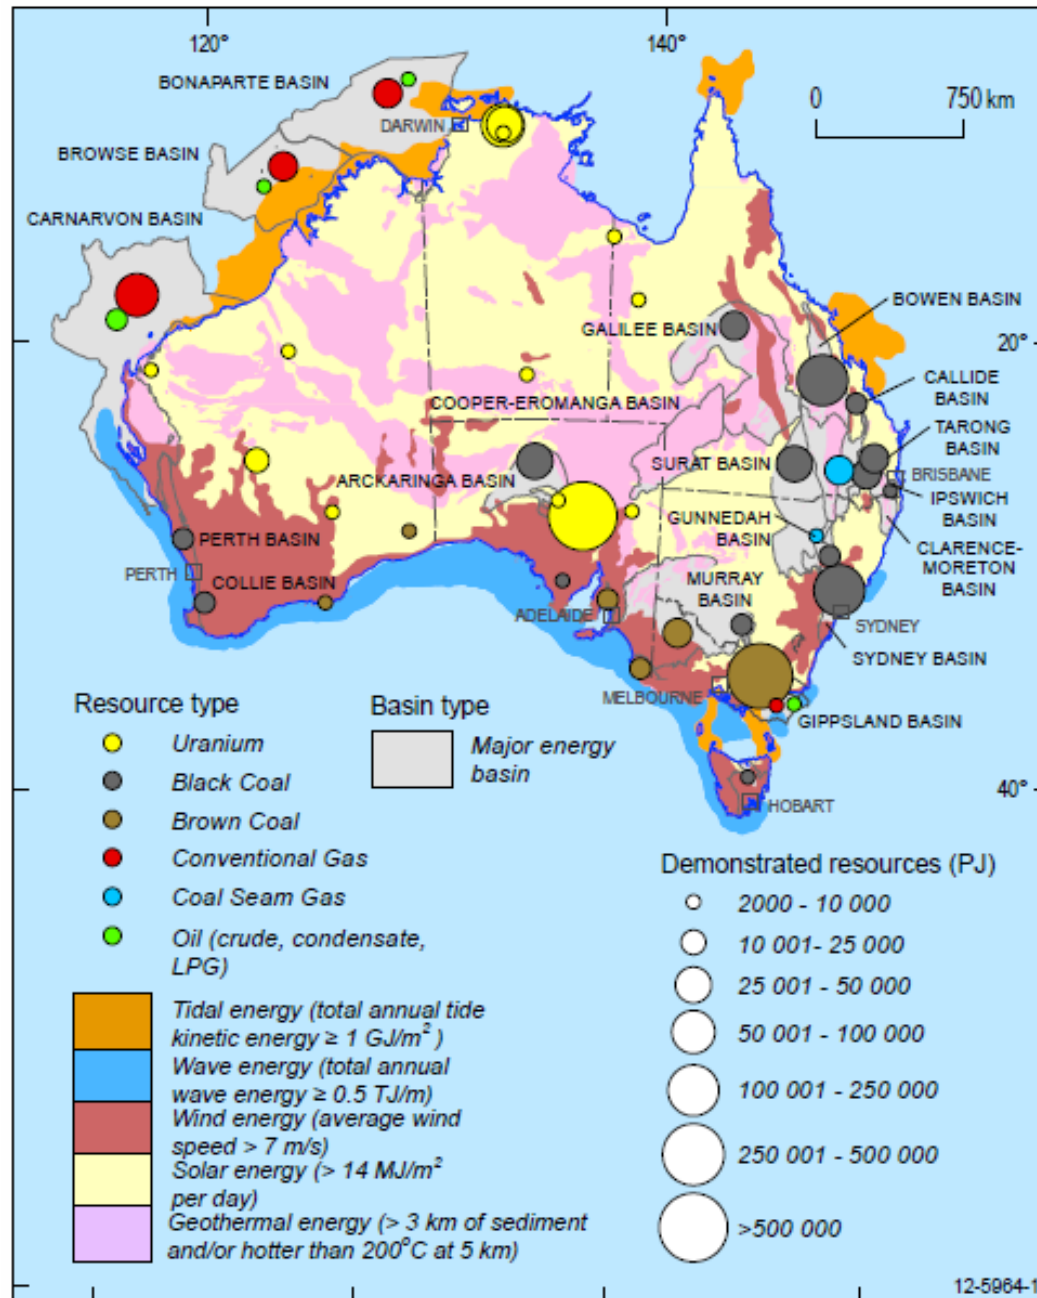 120°
140°
BONAPARTE BASIN
0 750 km
DARWIN
BROWSE BASIN
CARNARVON BASIN
BOWEN BASIN
GALILEE BASIN
20°
CALLIDE
BASIN
COOPER-EROMANGA BASIN
TARONG
BASIN
SURAT BASIN
BRISBANE
ARCKARINGA BASIN
IPSWICH
BASIN
GUNNEDAH
BASIN
PERTH BASIN
CLARENCE-
MORETON
BASIN
PERTH
COLLIE BASIN
MURRAY
BASIN
ADELAIDE
SYDNEY
SYDNEY BASIN
MELBOURNE
GIPPSLAND BASIN
HOBART
40°
Resource type
Uranium
Black Coal
Brown Coal
Conventional Gas
Coal Seam Gas
Oil (crude, condensate,
LPG)
Basin type
Major energy
basin
Tidal energy (total annual tide
kinetic energy ≥ 1 GJ/m² )
Wave energy (total annual
wave energy ≥ 0.5 TJ/m)
Wind energy (average wind
speed > 7 m/s)
Solar energy (> 14 MJ/m²
per day)
Geothermal energy (> 3 km of sediment
and/or hotter than 200°C at 5 km)
Demonstrated resources (PJ)
2000 - 10 000
10 001- 25 000
25 001 - 50 000
50 001 - 100 000
100 001 - 250 000
250 001 - 500 000
>500 000
12-5964-1